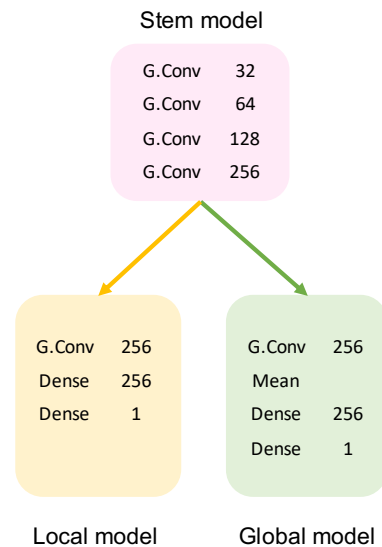 Stem model
G.Conv 32
G.Conv 64
G.Conv 128
G.Conv 256
G.Conv 256
Dense 256
Dense 1
Local model
G.Conv 256
Mean
Dense 256
Dense 1
Global model